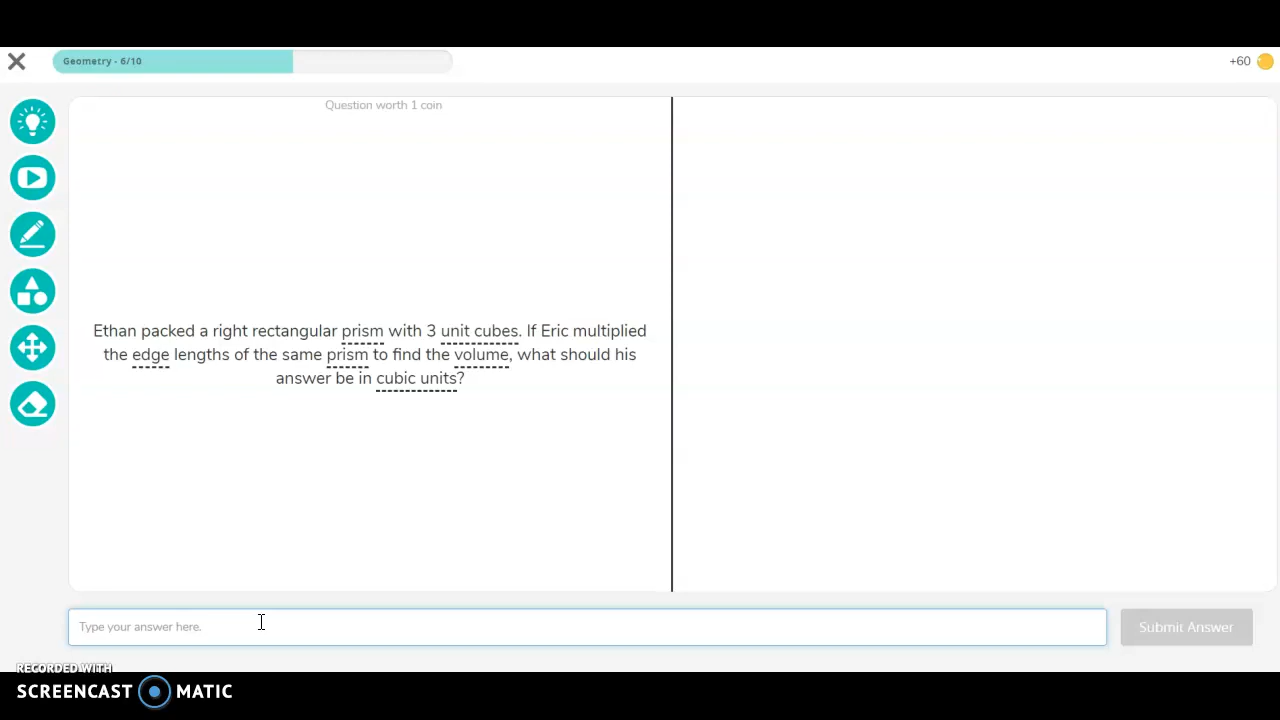 Geometry - 6/10
+60
Question worth 1 coin
Ethan packed a right rectangular prism with 3 unit cubes. If Eric multiplied
the edge lengths of the same prism to find the volume, what should his
answer be in cubic units?
Type your answer here.
Submit Answer
RECORDED WITH
SCREENCAST MATIC